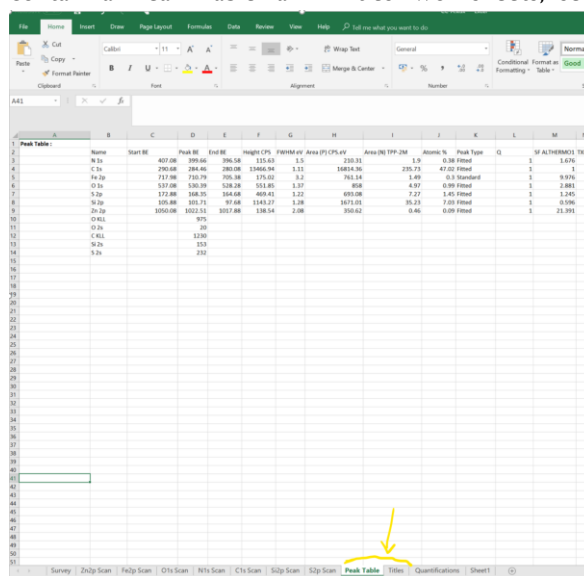 File Home Insert Draw Page Layout Formulas Data Review View Help Tell me what you want to do
Cut
Copy
Format Painter
Paste
Calibri 11
Wrap Text
Merge & Center
General
Conditional Formatting
Format as Table
Norma
Good
Clipboard Font Alignment Number
A41
A B C D E F G H I J K L M
1 Peak Table :
2 Name Start BE Peak BE End BE Height CPS FWHM eV Area (P) CPS.eV Area (N) TPP-2M Atomic % Peak Type Q SF ALTHERMO1
3 N 1s 407.08 399.66 396.58 115.63 1.5 210.31 1.9 0.38 Fitted 1 1.676
4 C 1s 290.68 284.46 280.08 13466.94 1.11 16814.36 235.73 47.02 Fitted 1 1
5 Fe 2p 717.98 710.79 705.38 175.02 3.2 761.14 1.49 0.3 Standard 1 9.976
6 O 1s 537.08 530.39 528.28 551.85 1.37 858 4.97 0.99 Fitted 1 2.881
7 S 2p 172.88 168.35 164.68 469.41 1.22 693.08 7.27 1.45 Fitted 1 1.245
8 Si 2p 105.88 101.71 97.68 1143.27 1.28 1671.01 35.23 7.03 Fitted 1 0.596
9 Zn 2p 1050.08 1022.51 1017.88 138.54 2.08 350.62 0.46 0.09 Fitted 1 21.391
10 O KLL 975
11 O 2s 20
12 C KLL 1230
13 Si 2s 153
14 S 2s 232
15
16
17
18
19
20
21
22
23
24
25
26
27
28
29
30
31
32
33
34
35
36
37
38
39
40
41
42
43
44
45
46
47
48
49
50
51
Survey Zn2p Scan Fe2p Scan O1s Scan N1s Scan C1s Scan Si2p Scan S2p Scan Peak Table Titles Quantifications Sheet1